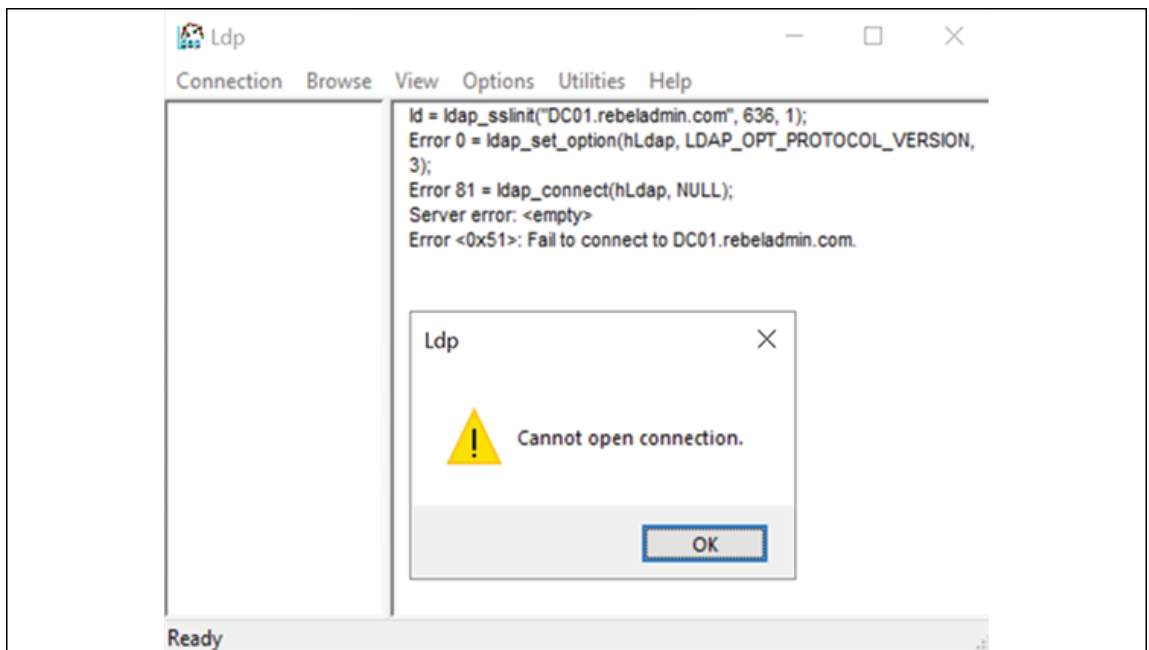 Ldp
Connection Browse View Options Utilities Help
ld = ldap_sslinit("DC01.rebeladmin.com", 636, 1);
Error 0 = ldap_set_option(hLdap, LDAP_OPT_PROTOCOL_VERSION,
3);
Error 81 = ldap_connect(hLdap, NULL);
Server error: <empty>
Error <0x51>: Fail to connect to DC01.rebeladmin.com.
Ldp
Cannot open connection.
OK
Ready